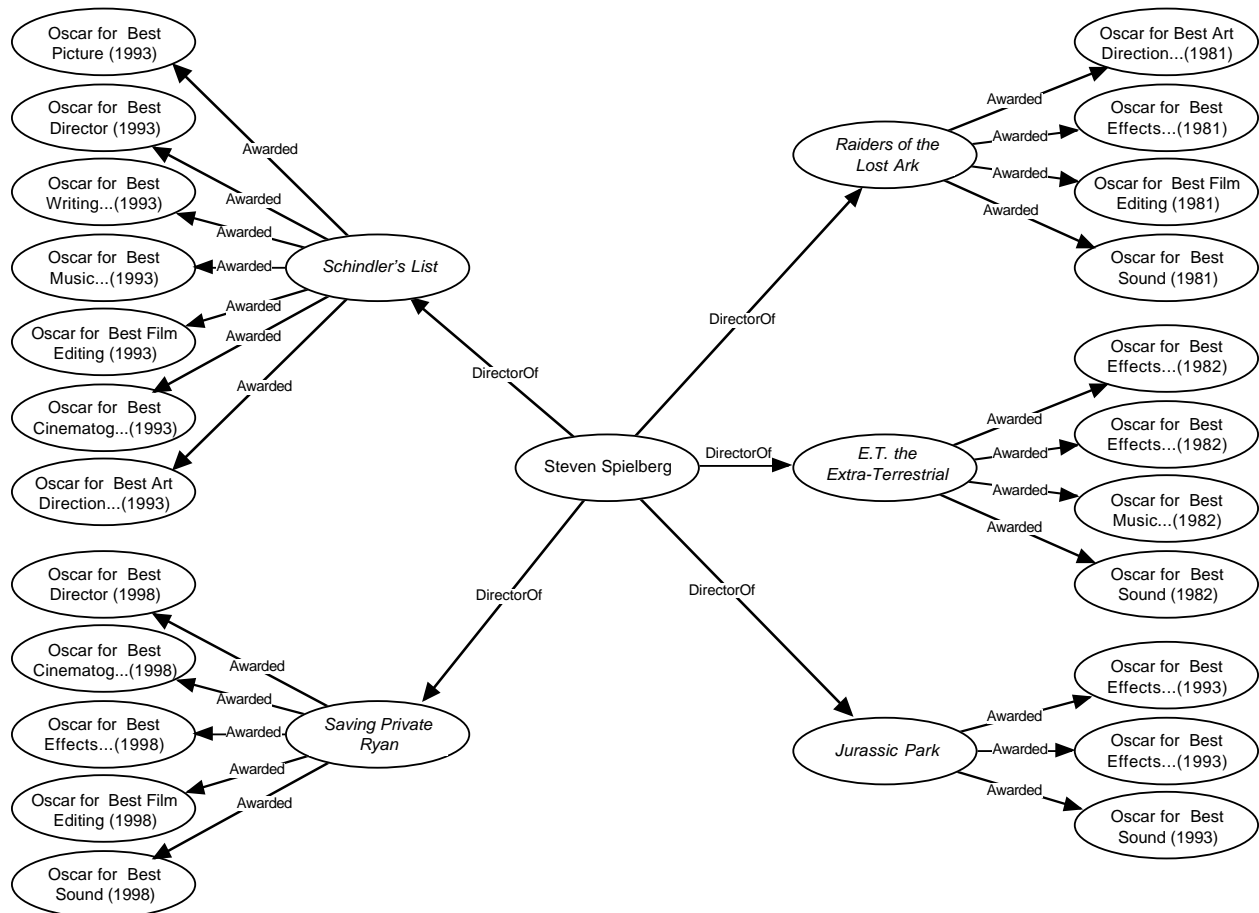 Oscar for Best
Picture (1993)
Oscar for Best
Director (1993)
Oscar for Best
Writing...(1993)
Oscar for Best
Music...(1993)
Oscar for Best Film
Editing (1993)
Oscar for Best
Cinematog...(1993)
Oscar for Best Art
Direction...(1993)
Awarded
Awarded
Awarded
Awarded
Awarded
Awarded
Awarded
Schindler's List
DirectorOf
Oscar for Best
Director (1998)
Oscar for Best
Cinematog...(1998)
Oscar for Best
Effects...(1998)
Oscar for Best Film
Editing (1998)
Oscar for Best
Sound (1998)
Awarded
Awarded
Awarded
Awarded
Awarded
Saving Private
Ryan
DirectorOf
Steven Spielberg
DirectorOf
Raiders of the
Lost Ark
Awarded
Awarded
Awarded
Awarded
Oscar for Best Art
Direction...(1981)
Oscar for Best
Effects...(1981)
Oscar for Best Film
Editing (1981)
Oscar for Best
Sound (1981)
DirectorOf
E.T. the
Extra-Terrestrial
Awarded
Awarded
Awarded
Awarded
Oscar for Best
Effects...(1982)
Oscar for Best
Effects...(1982)
Oscar for Best
Music...(1982)
Oscar for Best
Sound (1982)
DirectorOf
Jurassic Park
Awarded
Awarded
Awarded
Oscar for Best
Effects...(1993)
Oscar for Best
Effects...(1993)
Oscar for Best
Sound (1993)